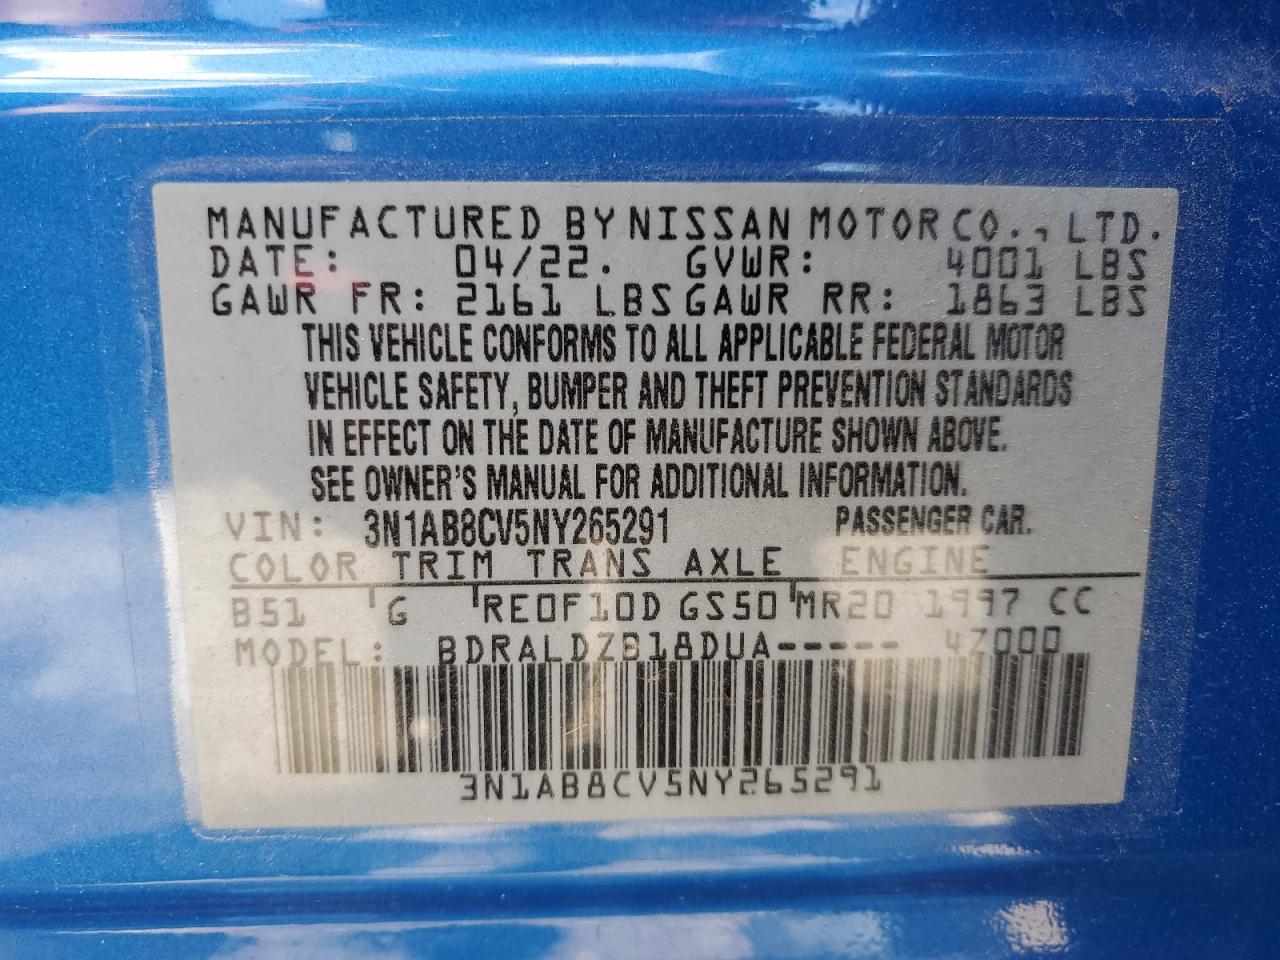 MANUFACTURED BY NISSAN MOTOR CO., LTD.
DATE: 04/22. GVWR: 4001 LBS
GAWR FR: 2161 LBS GAWR RR: 1863 LBS
THIS VEHICLE CONFORMS TO ALL APPLICABLE FEDERAL MOTOR
VEHICLE SAFETY, BUMPER AND THEFT PREVENTION STANDARDS
IN EFFECT ON THE DATE OF MANUFACTURE SHOWN ABOVE.
SEE OWNER'S MANUAL FOR ADDITIONAL INFORMATION.
VIN: 3N1AB8CV5NY265291 PASSENGER CAR.
COLOR TRIM TRANS AXLE ENGINE
B51 G RE0F10D GS50 MR20 1997 CC
MODEL: BDRALDZB18DUA----- 4Z000
3N1AB8CV5NY265291